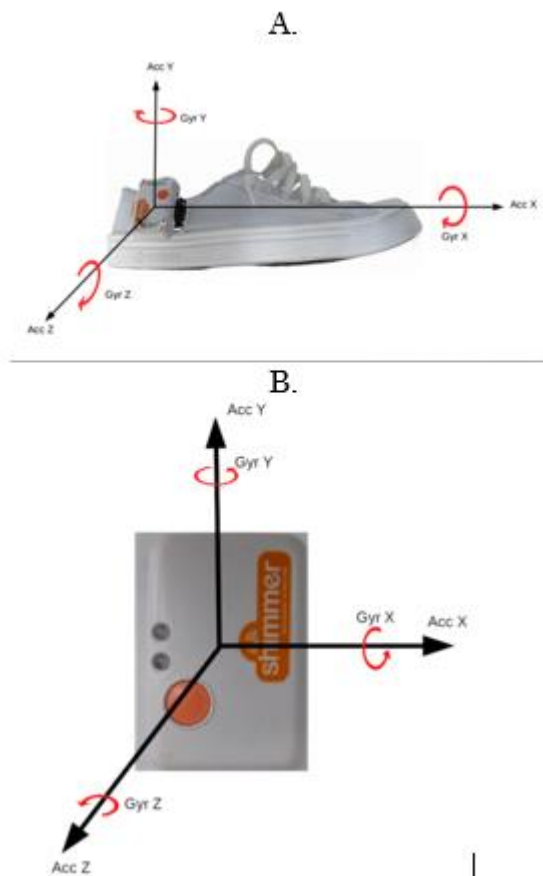 A.
Acc Y
Gyr Y
Acc X
Gyr X
Gyr Z
Acc Z
B.
Acc Y
Gyr Y
Gyr X
Acc X
shimmer
Gyr Z
Acc Z